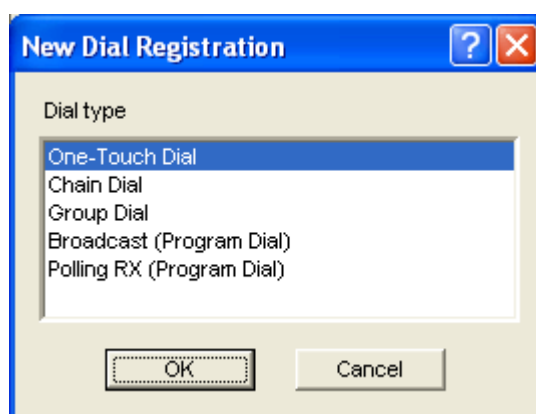 New Dial Registration
Dial type
One-Touch Dial
Chain Dial
Group Dial
Broadcast (Program Dial)
Polling RX (Program Dial)
OK Cancel